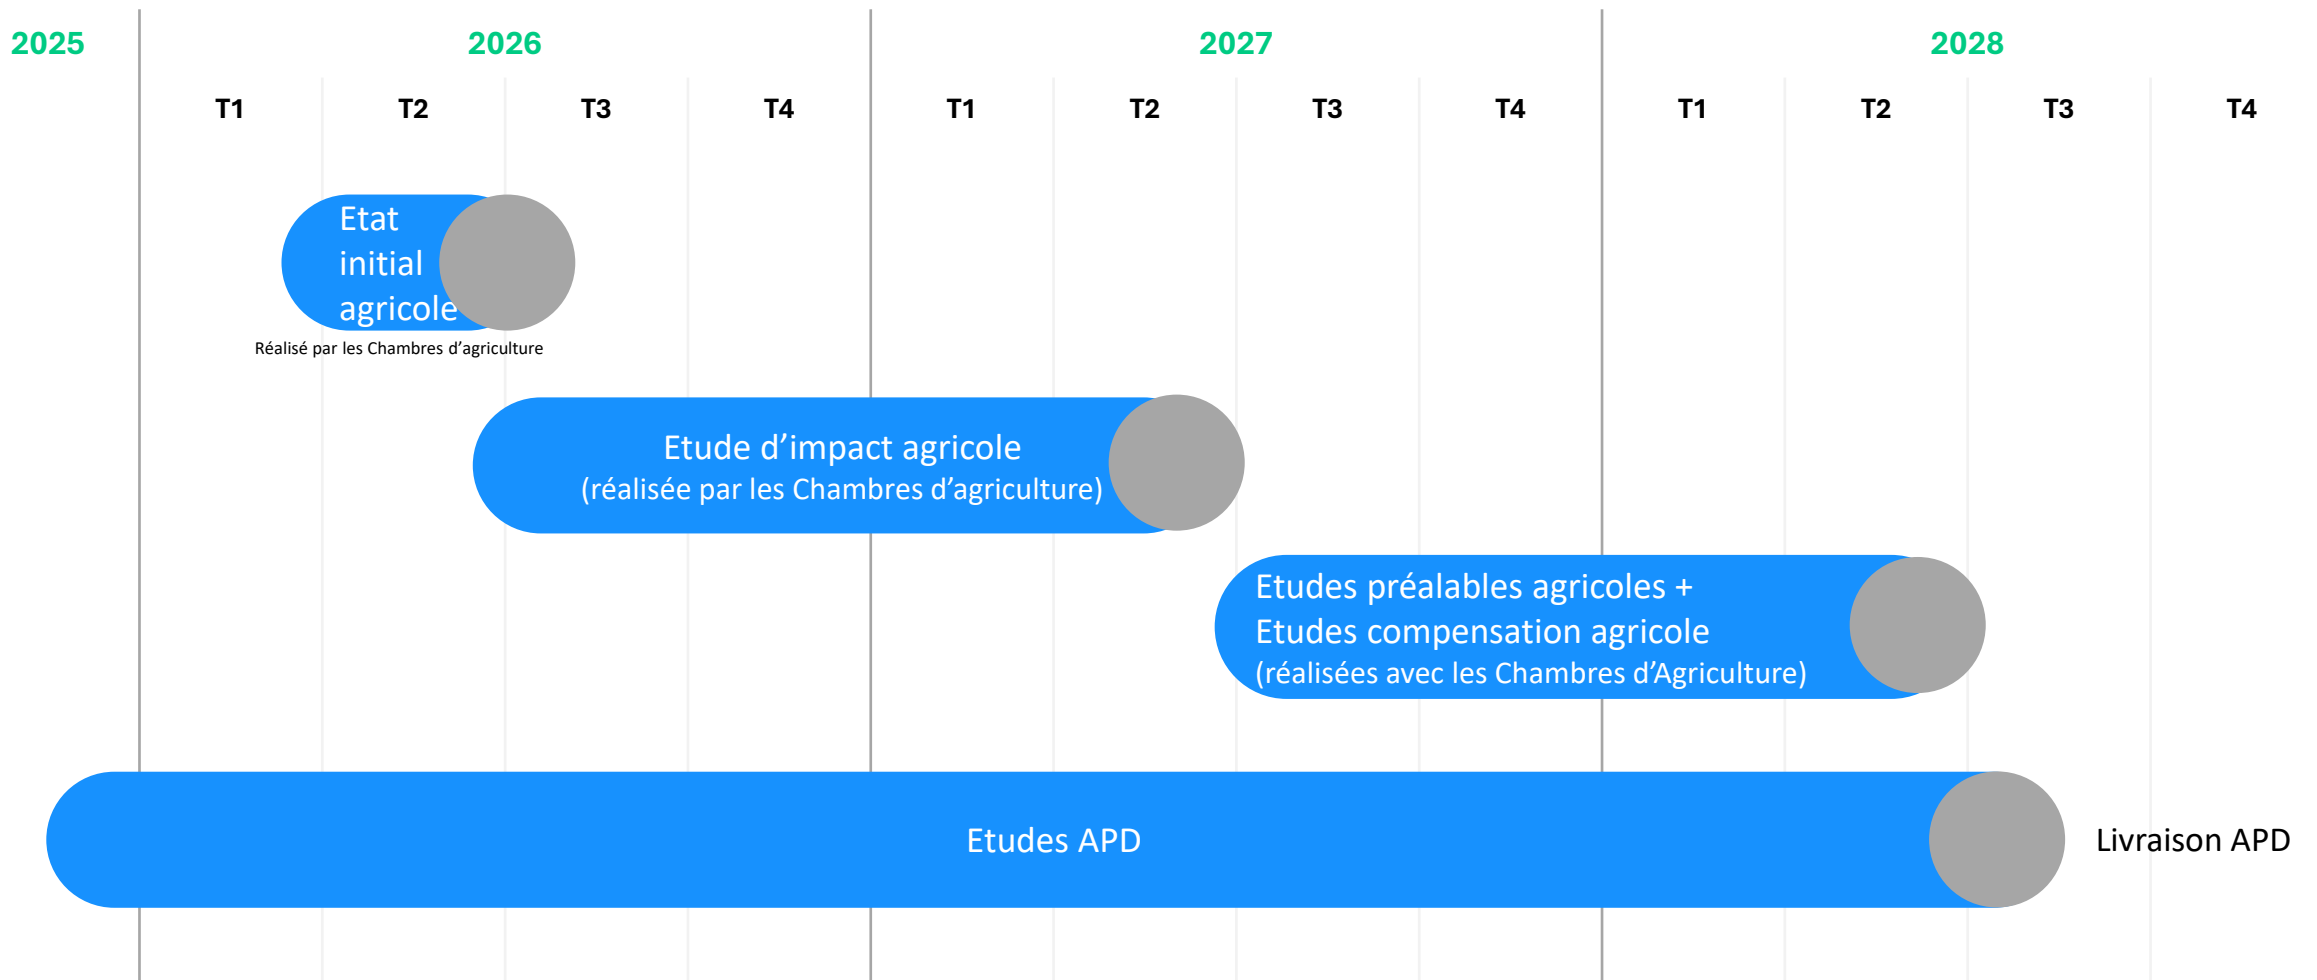 2025 2026 2027 2028
T1 T2 T3 T4 T1 T2 T3 T4 T1 T2 T3 T4
Etat
initial
agricole
Réalisé par les Chambres d’agriculture
Etude d’impact agricole
(réalisée par les Chambres d’agriculture)
Etudes préalables agricoles +
Etudes compensation agricole
(réalisées avec les Chambres d’Agriculture)
Etudes APD
Livraison APD